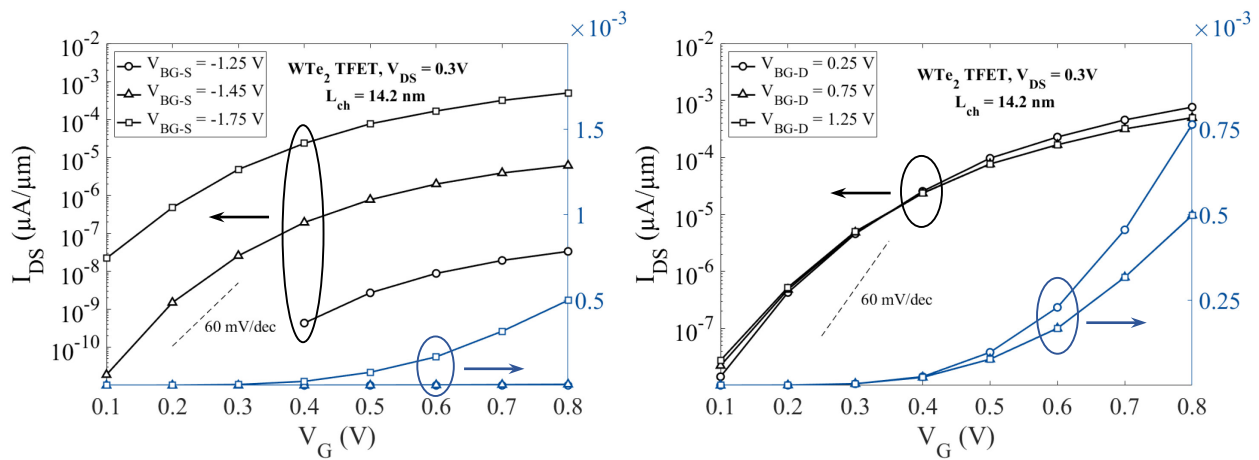 ×10⁻³
10⁻²
10⁻³
10⁻⁴
10⁻⁵
10⁻⁶
10⁻⁷
10⁻⁸
10⁻⁹
10⁻¹⁰
I_DS (μA/μm)
V_BG-S = -1.25 V
V_BG-S = -1.45 V
V_BG-S = -1.75 V
WTe₂ TFET, V_DS = 0.3V
L_ch = 14.2 nm
60 mV/dec
1.5
1
0.5
0.1 0.2 0.3 0.4 0.5 0.6 0.7 0.8
V_G (V)
×10⁻³
10⁻²
10⁻³
10⁻⁴
10⁻⁵
10⁻⁶
10⁻⁷
I_DS (μA/μm)
V_BG-D = 0.25 V
V_BG-D = 0.75 V
V_BG-D = 1.25 V
WTe₂ TFET, V_DS = 0.3V
L_ch = 14.2 nm
60 mV/dec
0.75
0.5
0.25
0.1 0.2 0.3 0.4 0.5 0.6 0.7 0.8
V_G (V)